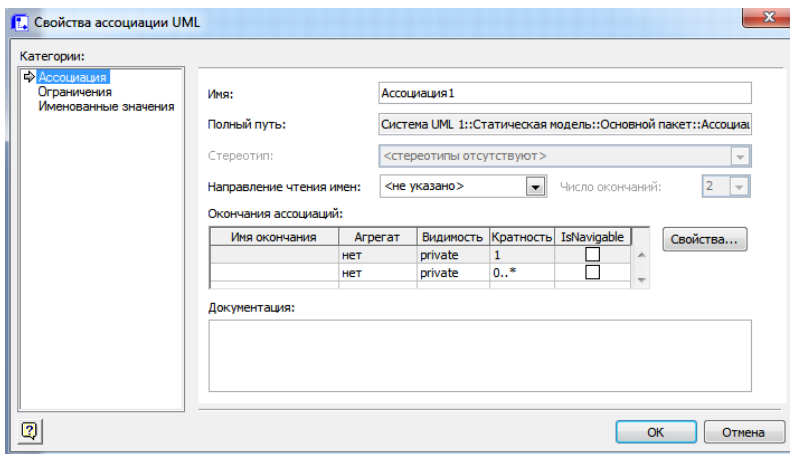 Свойства ассоциации UML
Категории:
Ассоциация
Ограничения
Именованные значения
Имя: Ассоциация1
Полный путь: Система UML 1::Статическая модель::Основной пакет::Ассоциац
Стереотип: <стереотипы отсутствуют>
Направление чтения имен: <не указано> Число окончаний: 2
Окончания ассоциаций:
Имя окончания Агрегат Видимость Кратность IsNavigable
нет private 1
нет private 0..*
Свойства...
Документация:
OK Отмена